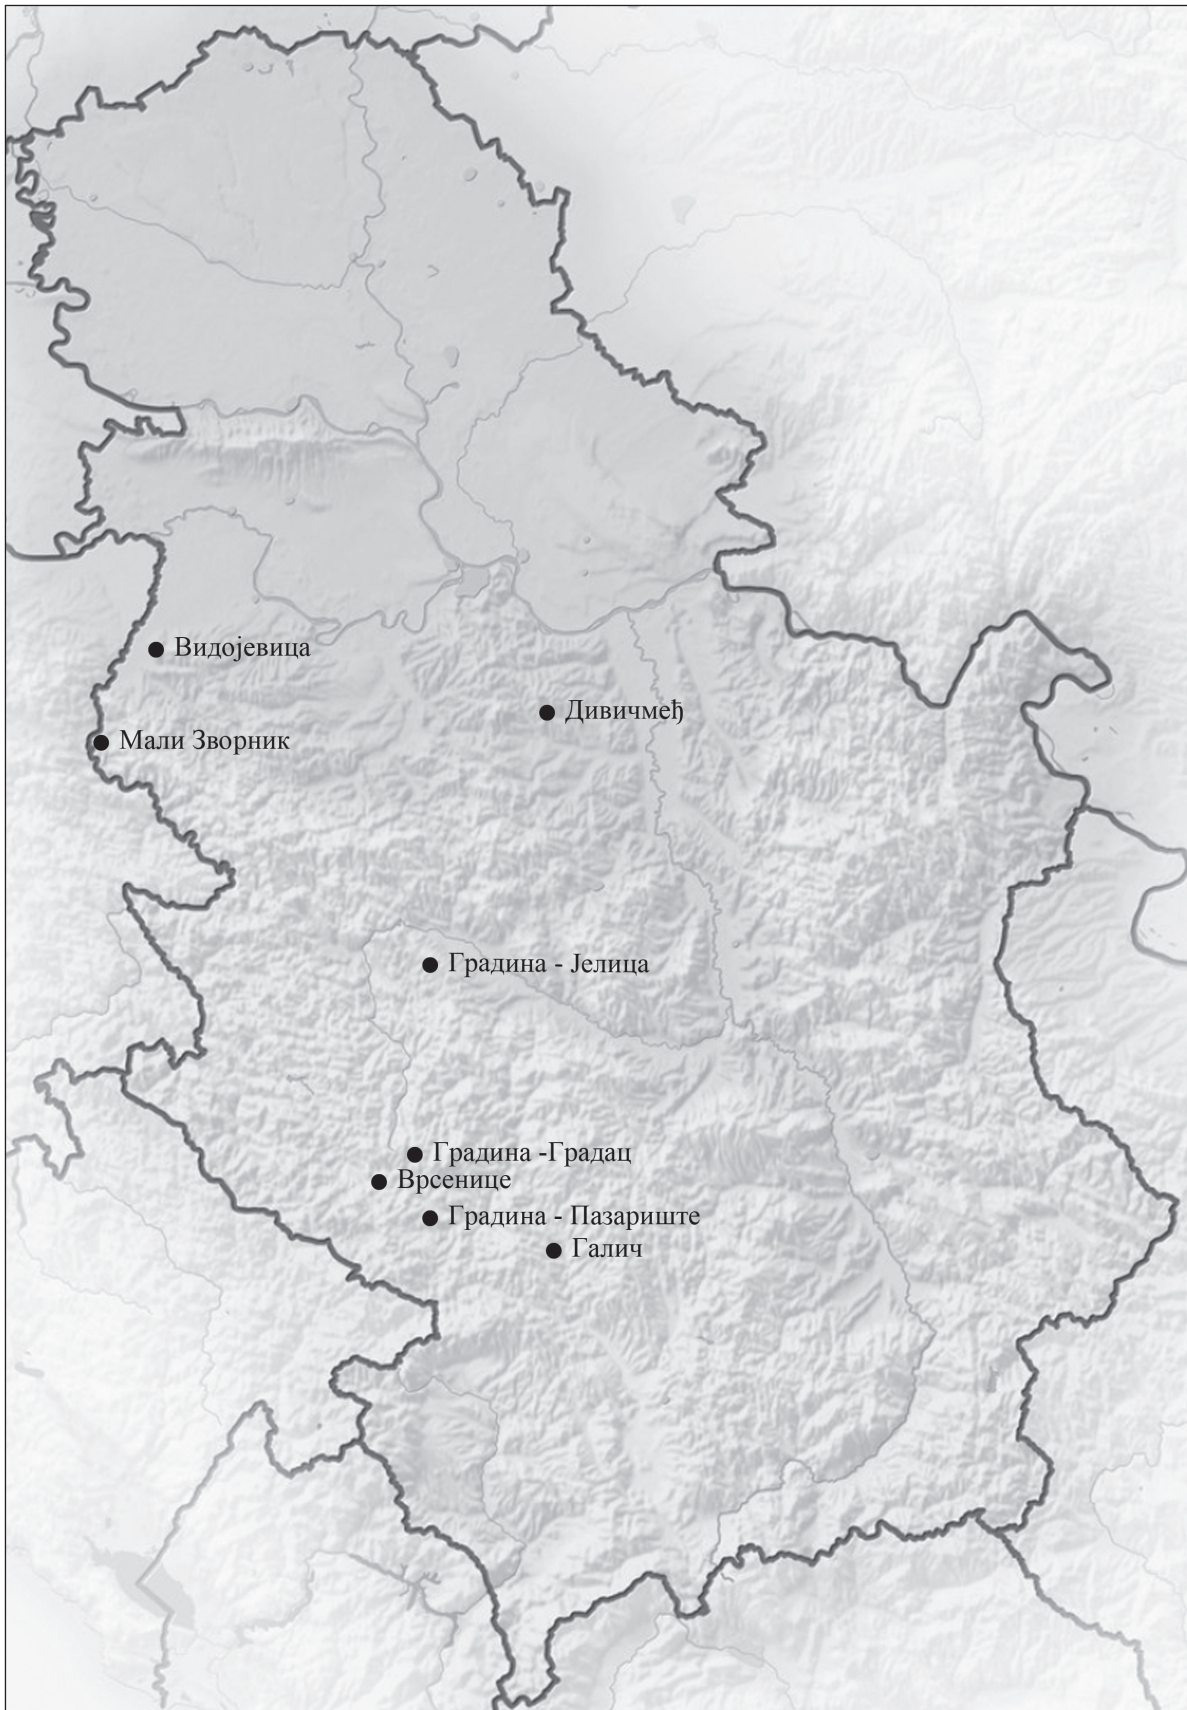 Видојевица
Дивичмеђ
Мали Зворник
Градина - Јелица
Градина -Градац
Врсенице
Градина - Пазариште
Галич